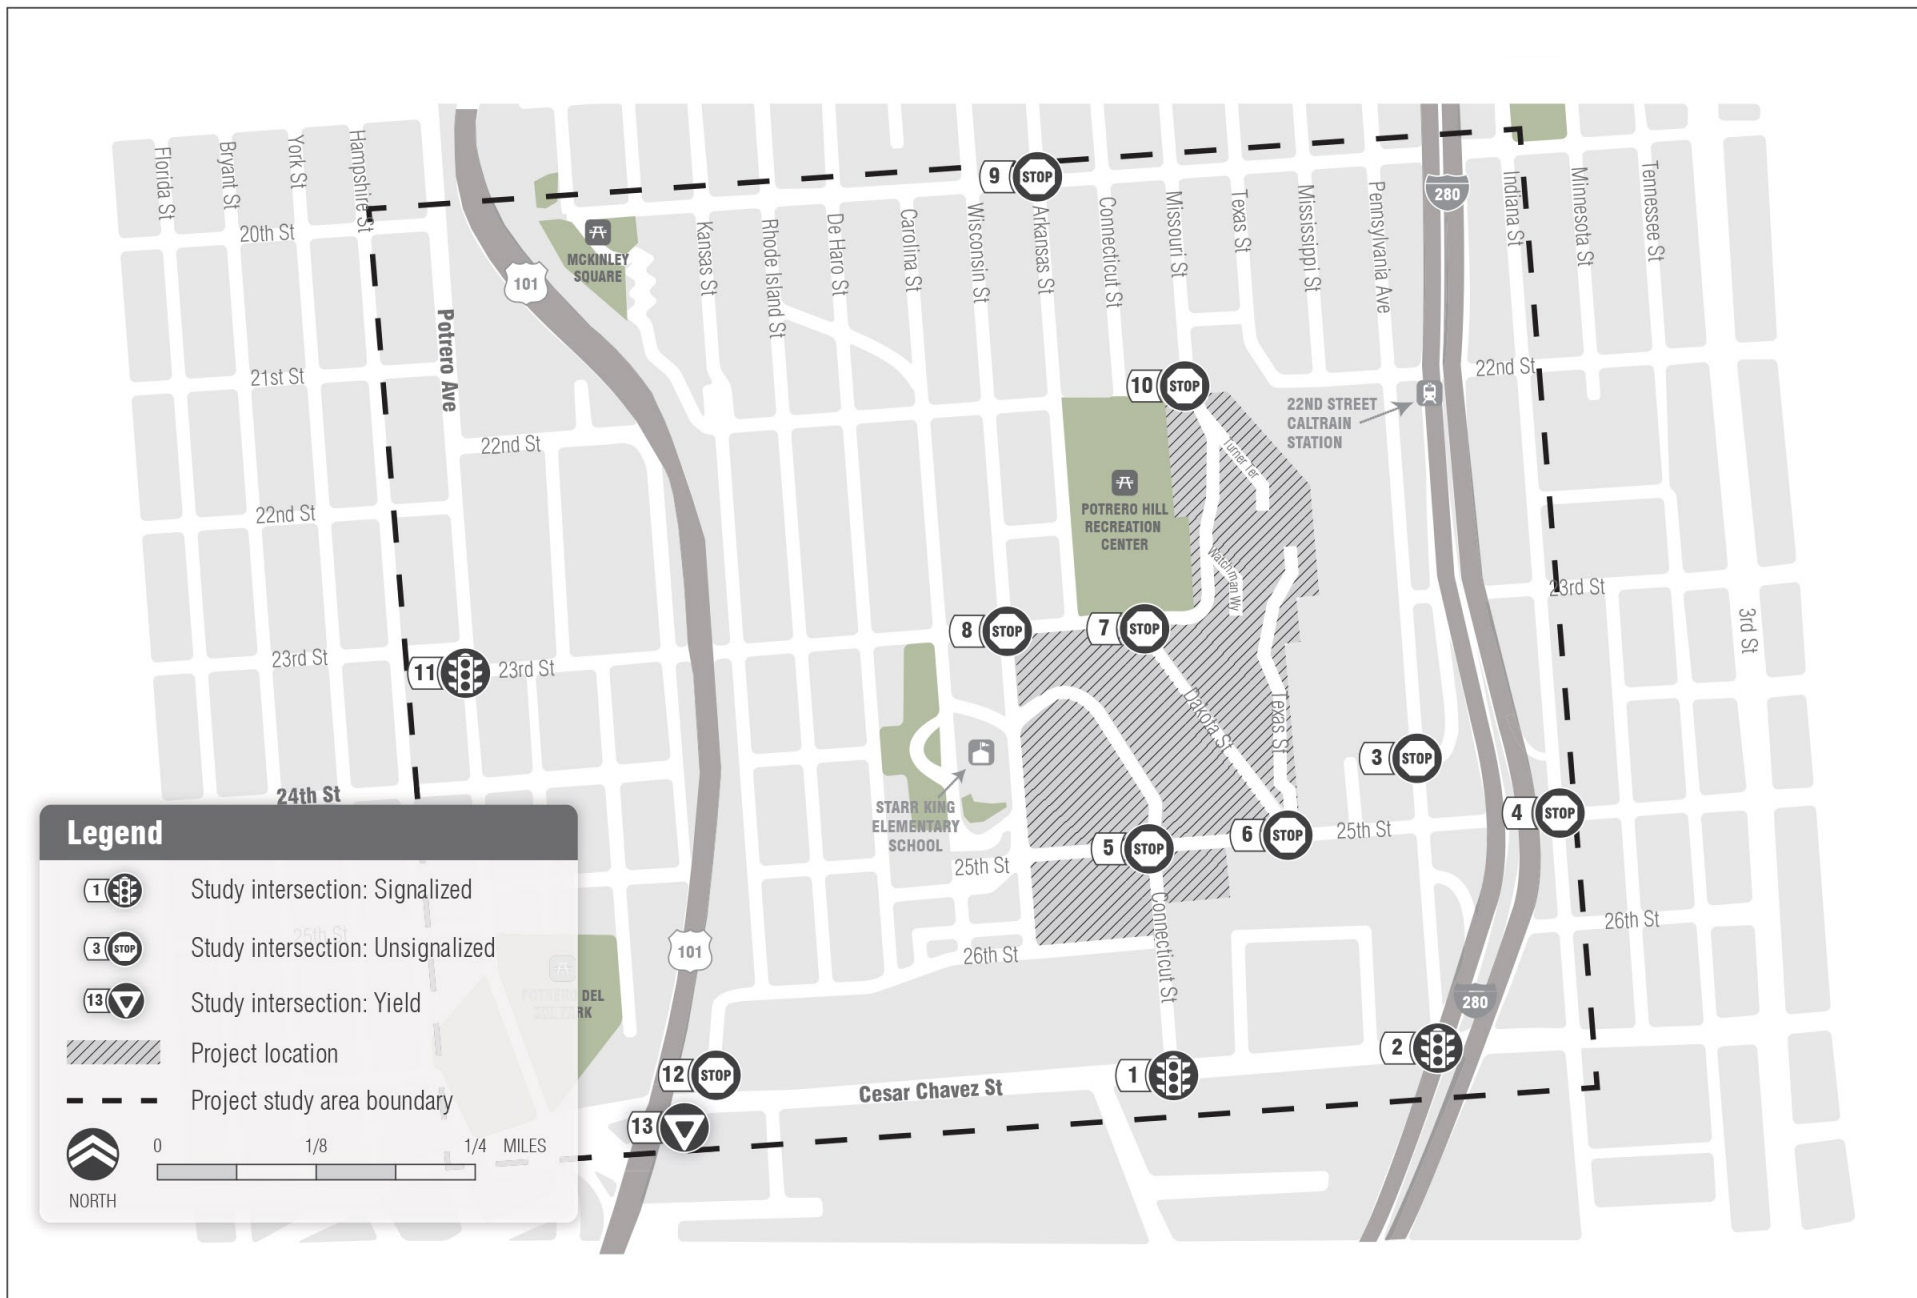 Florida St
Bryant St
York St
Hampshire St
20th St
Potrero Ave
101
MCKINLEY
SQUARE
Kansas St
Rhode Island St
De Haro St
Carolina St
Wisconsin St
9
STOP
Arkansas St
Connecticut St
Missouri St
Texas St
Mississippi St
Pennsylvania Ave
280
Indiana St
Minnesota St
Tennessee St
21st St
22nd St
22nd St
22nd St
10
STOP
22ND STREET
CALTRAIN
STATION
Turner Ter
POTRERO HILL
RECREATION
CENTER
Watchman Wy
23rd St
3rd St
23rd St
11
23rd St
8
STOP
7
STOP
Dakota St
Texas St
3
STOP
STARR KING
ELEMENTARY
SCHOOL
24th St
5
STOP
6
STOP
25th St
4
STOP
25th St
Connecticut St
26th St
26th St
101
280
25th St
DEL
RK
12
STOP
13
Cesar Chavez St
1
2
Legend
1
Study intersection: Signalized
3
STOP
Study intersection: Unsignalized
13
Study intersection: Yield
Project location
Project study area boundary
0 1/8 1/4 MILES
NORTH